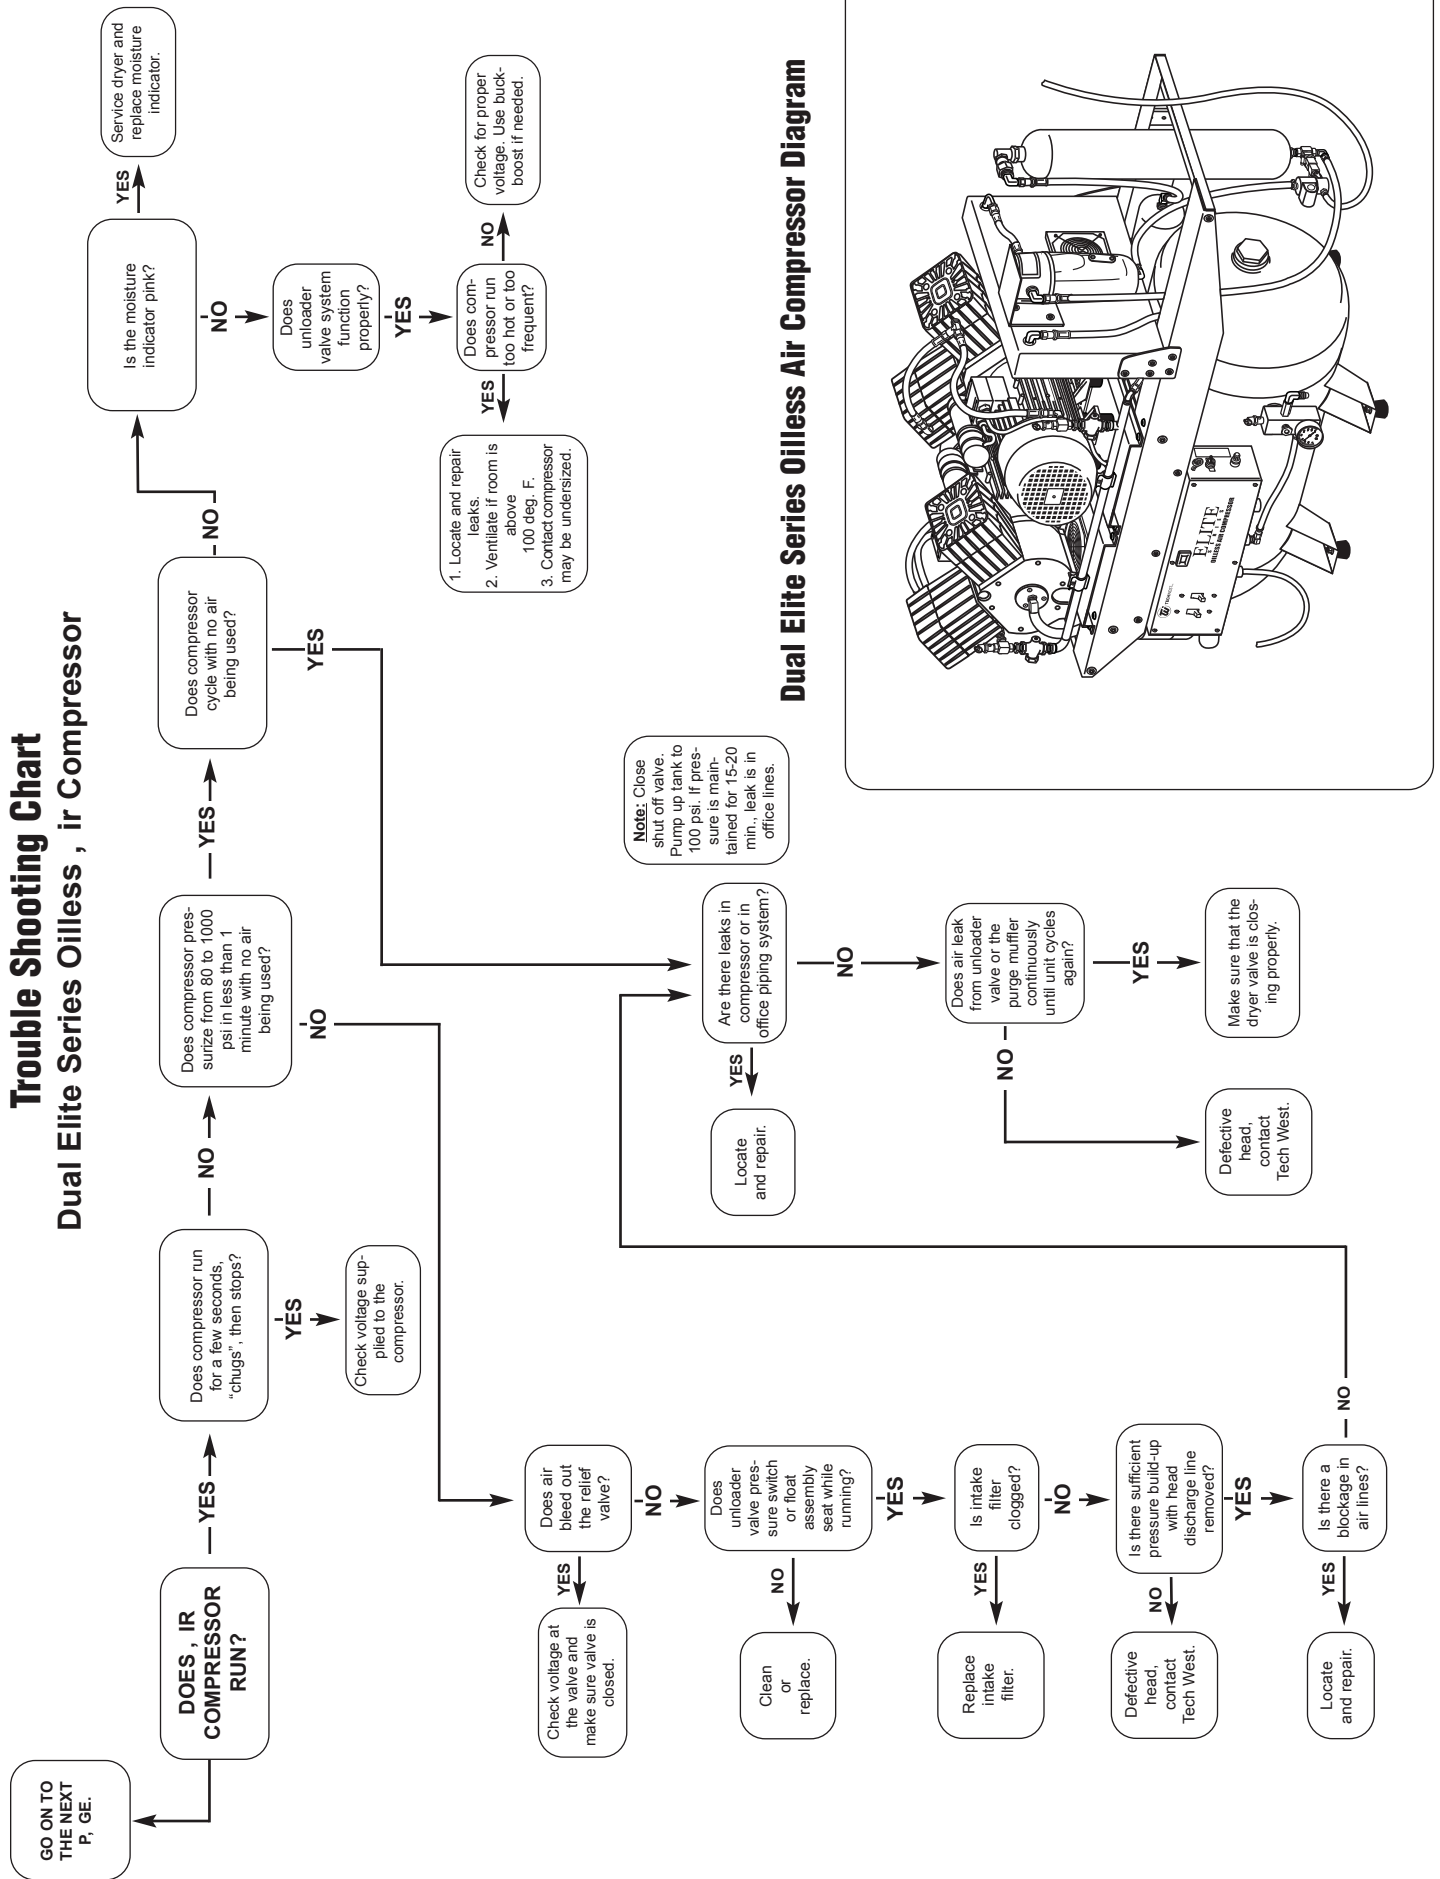 Trouble Shooting Chart
Dual Elite Series Oilless , ir Compressor
GO ON TO
THE NEXT
P, GE.
DOES , IR
COMPRESSOR
RUN?
YES
Does compressor run
for a few seconds,
“chugs”, then stops?
YES
Check voltage sup-
plied to the
compressor.
NO
Does compressor pres-
surize from 80 to 1000
psi in less than 1
minute with no air
being used?
YES
Does compressor
cycle with no air
being used?
NO
Is the moisture
indicator pink?
YES
Service dryer and
replace moisture
indicator.
NO
Does
unloader
valve system
function
properly?
YES
Does com-
pressor run
too hot or too
frequent?
NO
Check for proper
voltage. Use buck-
boost if needed.
YES
1. Locate and repair
leaks.
2. Ventilate if room is
above
100 deg. F.
3. Contact compressor
may be undersized.
YES
NO
Does air
bleed out
the relief
valve?
YES
Check voltage at
the valve and
make sure valve is
closed.
NO
Does
unloader
valve pres-
sure switch
or float
assembly
seat while
running?
NO
Clean
or
replace.
YES
Is intake
filter
clogged?
YES
Replace
intake
filter.
NO
Is there sufficient
pressure build-up
with head
discharge line
removed?
NO
Defective
head,
contact
Tech West.
YES
Is there a
blockage in
air lines?
YES
Locate
and repair.
NO
Note: Close
shut off valve.
Pump up tank to
100 psi. If pres-
sure is main-
tained for 15-20
min., leak is in
office lines.
Are there leaks in
compressor or in
office piping system?
YES
Locate
and repair.
NO
Does air leak
from unloader
valve or the
purge muffler
continuously
until unit cycles
again?
NO
Defective
head,
contact
Tech West.
YES
Make sure that the
dryer valve is clos-
ing properly.
Dual Elite Series Oilless Air Compressor Diagram
ELITE
SERIES
OILLESS AIR COMPRESSOR